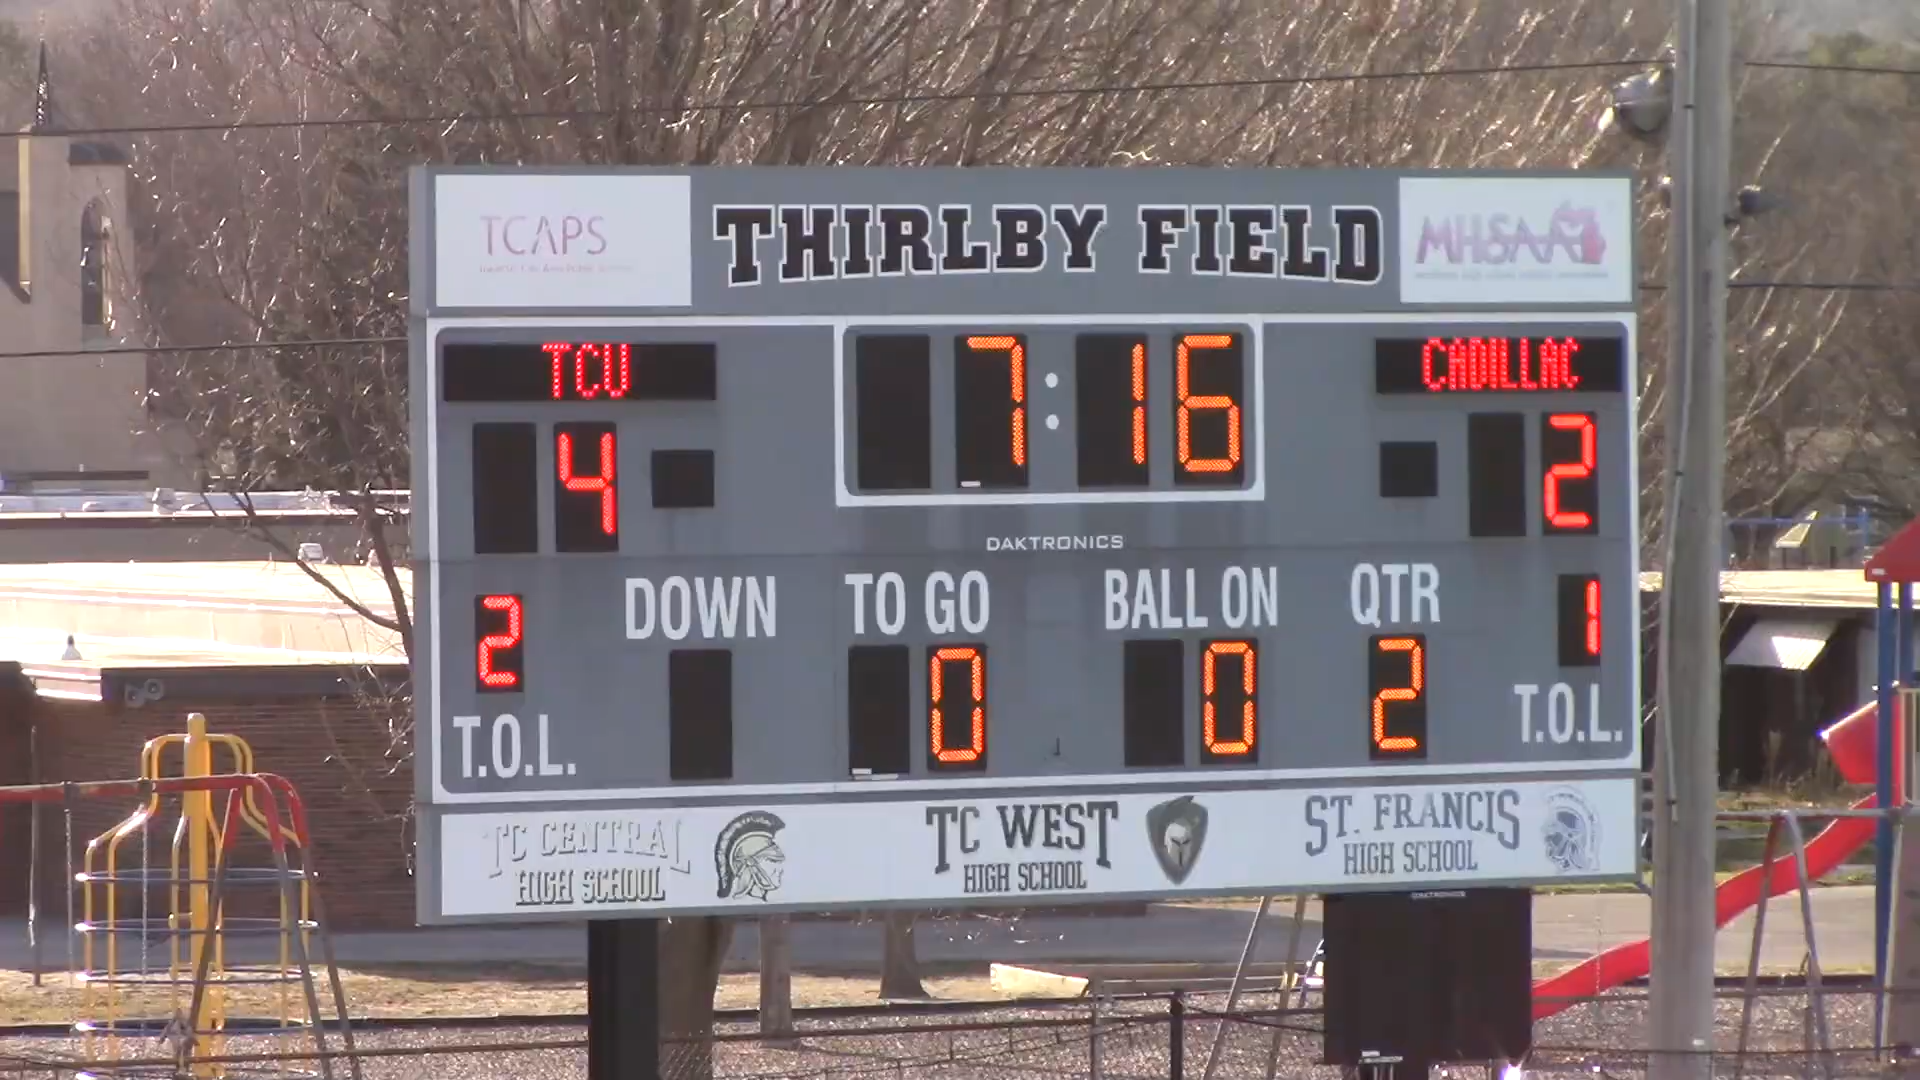 TCAPS
THIRLBY FIELD
MHSAA
TCU
7:16
CADILLAC
4
2
DAKTRONICS
DOWN
TO GO
BALL ON
QTR
2
0
0
2
1
T.O.L.
T.O.L.
TC CENTRAL
HIGH SCHOOL
TC WEST
HIGH SCHOOL
ST. FRANCIS
HIGH SCHOOL
DAKTRONICS